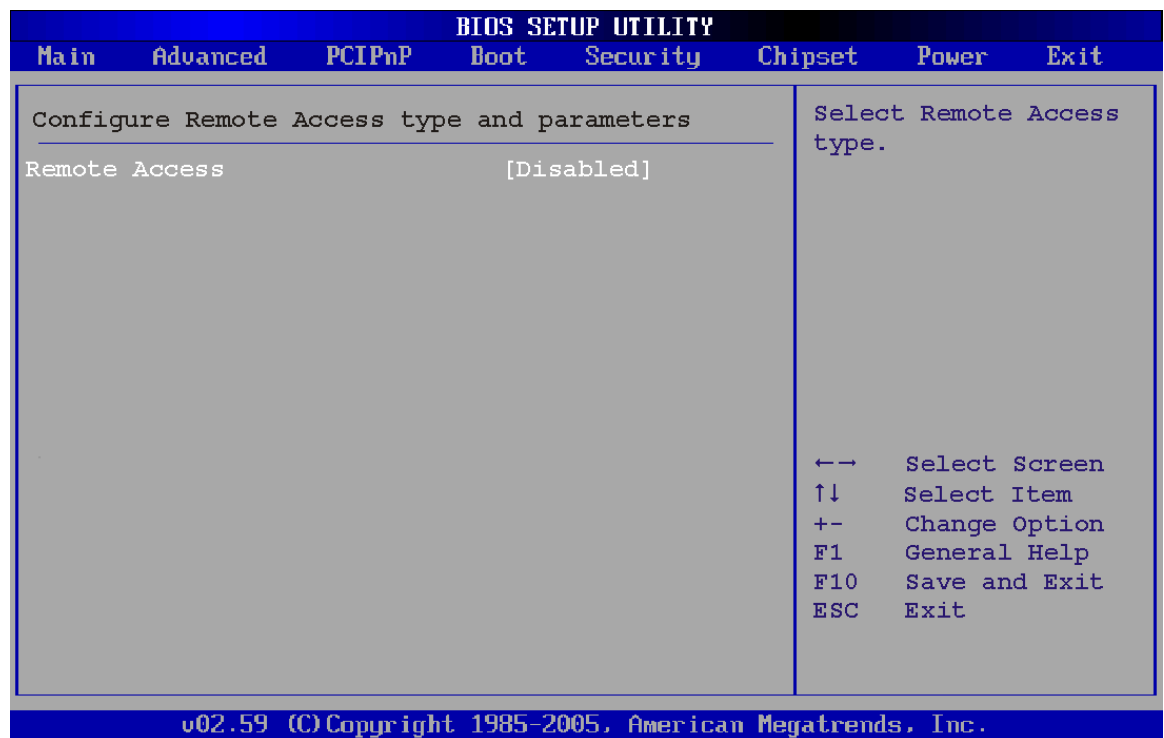 BIOS SETUP UTILITY
Main Advanced PCIPnP Boot Security Chipset Power Exit
Configure Remote Access type and parameters
Remote Access [Disabled]
Select Remote Access
type.
←→ Select Screen
↑↓ Select Item
+- Change Option
F1 General Help
F10 Save and Exit
ESC Exit
v02.59 (C)Copyright 1985-2005, American Megatrends, Inc.